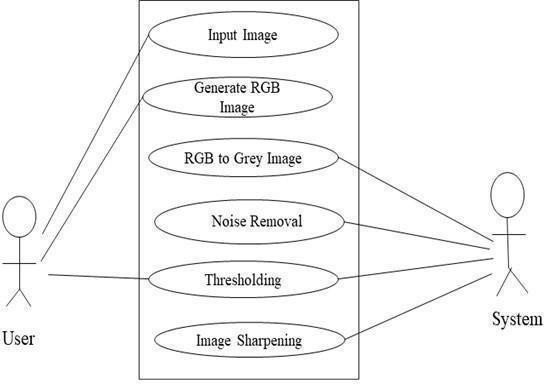 Input Image
Generate RGB
Image
RGB to Grey Image
Noise Removal
Thresholding
Image Sharpening
User
System